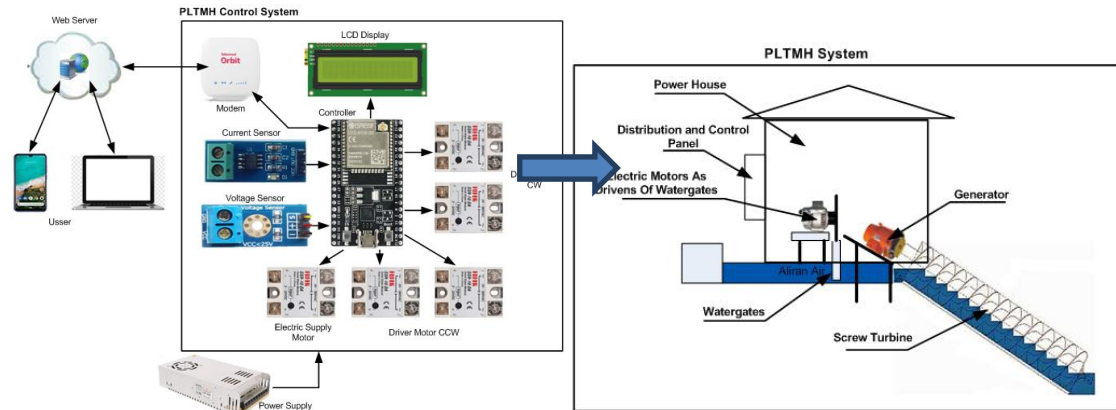 Web Server
Usser
PLTMH Control System
Orbit
Modem
LCD Display
Controller
Current Sensor
Voltage Sensor
VCC<25V
D
CW
Electric Supply
Motor
Driver Motor CCW
Power Supply
PLTMH System
Power House
Distribution and Control
Panel
Electric Motors As
Drivens Of Watergates
Generator
Aliran Air
Watergates
Screw Turbine